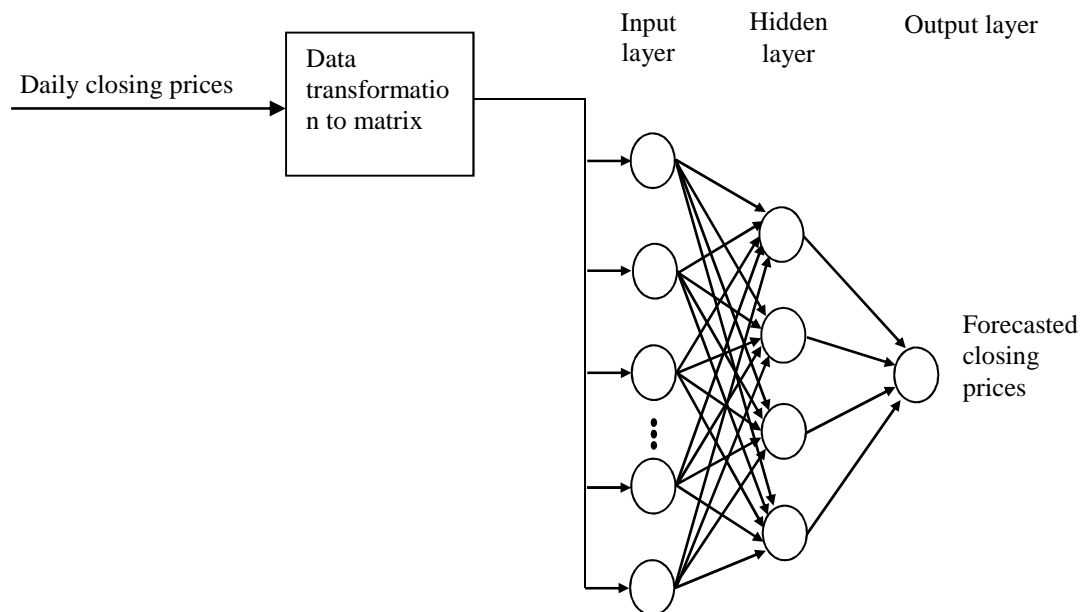 Daily closing prices
Data
transformatio
n to matrix
Input
layer
Hidden
layer
Output layer
Forecasted
closing
prices